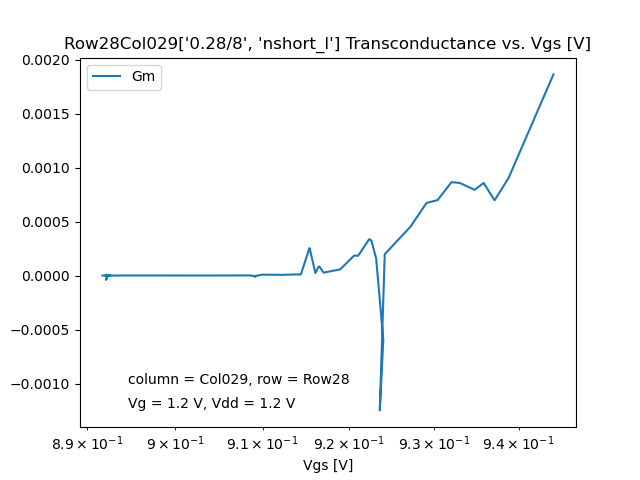 Row28Col029['0.28/8', 'nshort_l'] Transconductance vs. Vgs [V]
0.0020
Gm
0.0015
0.0010
0.0005
0.0000
−0.0005
−0.0010
column = Col029, row = Row28
Vg = 1.2 V, Vdd = 1.2 V
8.9 × 10⁻¹ 9 × 10⁻¹ 9.1 × 10⁻¹ 9.2 × 10⁻¹ 9.3 × 10⁻¹ 9.4 × 10⁻¹
Vgs [V]